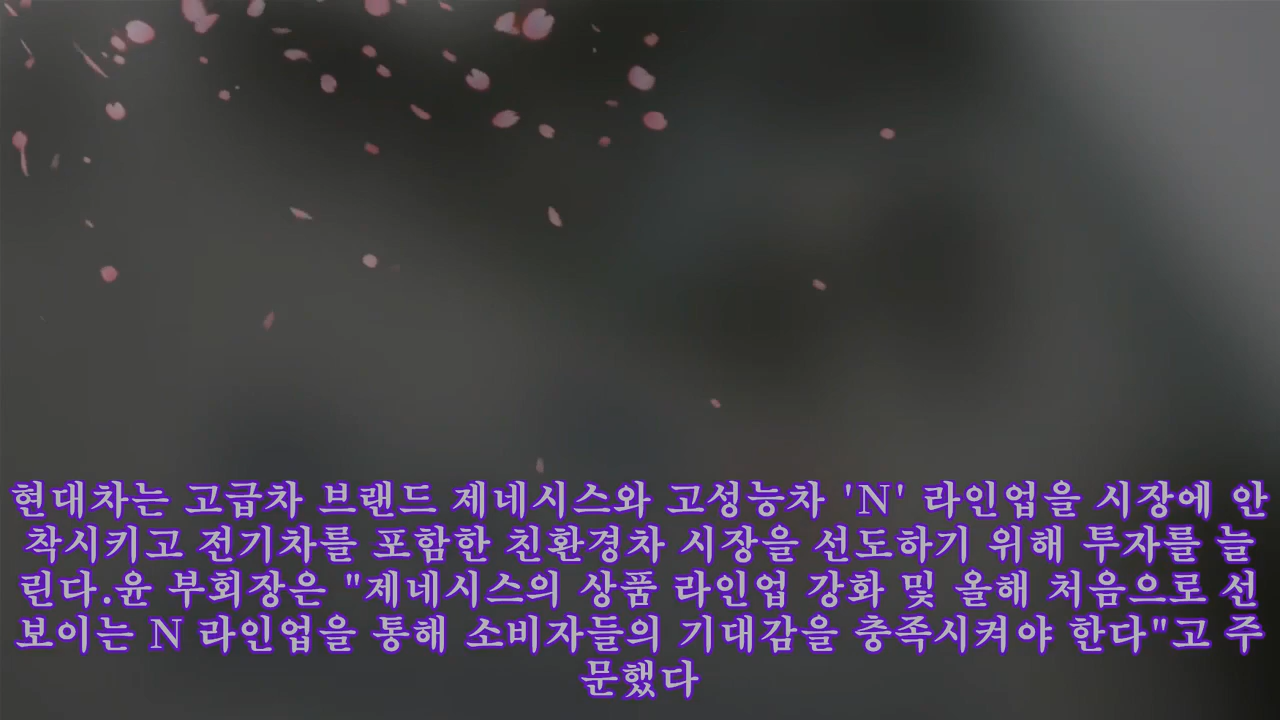 현대차는 고급차 브랜드 제네시스와 고성능차 'N' 라인업을 시장에 안
착시키고 전기차를 포함한 친환경차 시장을 선도하기 위해 투자를 늘
린다.윤 부회장은 "제네시스의 상품 라인업 강화 및 올해 처음으로 선
보이는 N 라인업을 통해 소비자들의 기대감을 충족시켜야 한다"고 주
문했다